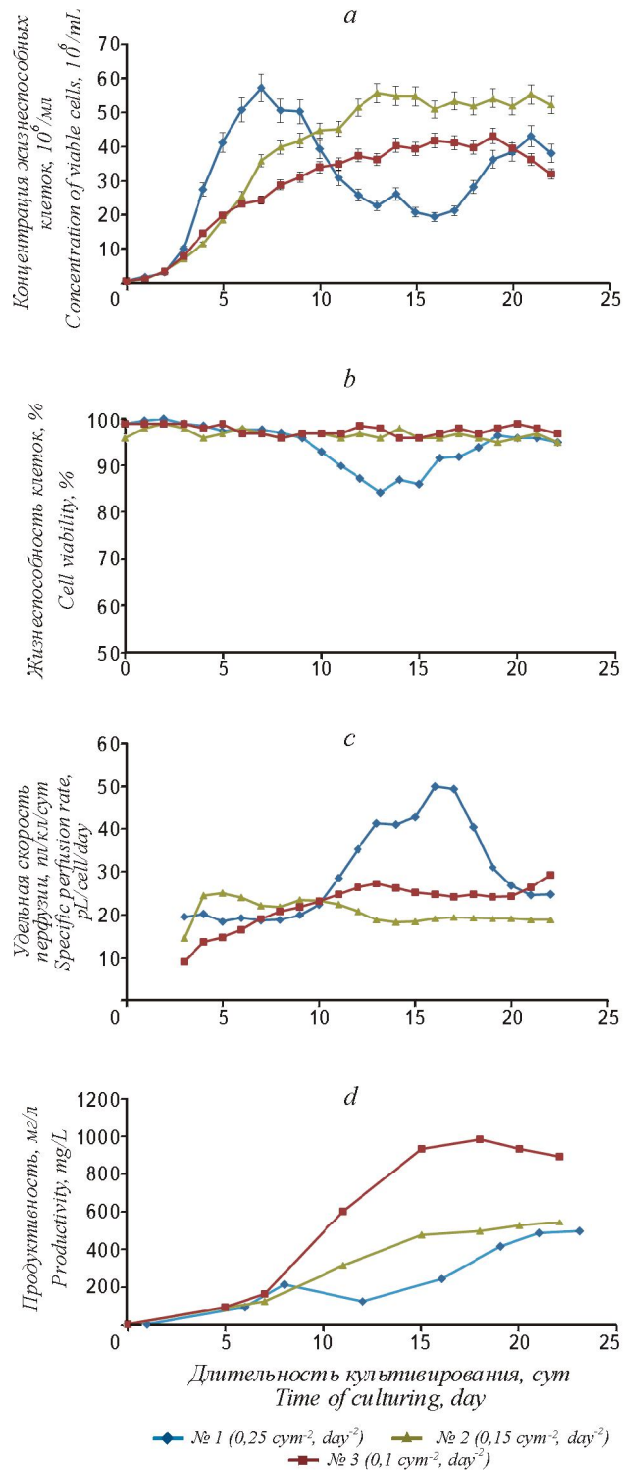 a
Концентрация жизнеспособных
клеток, 10⁶/мл
Concentration of viable cells, 10⁶/mL
70
60
50
40
30
20
10
0 5 10 15 20 25
b
Жизнеспособность клеток, %
Cell viability, %
100
90
80
70
60
50
0 5 10 15 20 25
c
Удельная скорость
перфузии, пл/кл/сут
Specific perfusion rate,
pL/cell/day
60
50
40
30
20
10
0 5 10 15 20 25
d
Продуктивность, мг/л
Productivity, mg/L
1200
1000
800
600
400
200
0 5 10 15 20 25
Длительность культивирования, сут
Time of culturing, day
№ 1 (0,25 сут⁻², day⁻²) № 2 (0,15 сут⁻², day⁻²)
№ 3 (0,1 сут⁻², day⁻²)